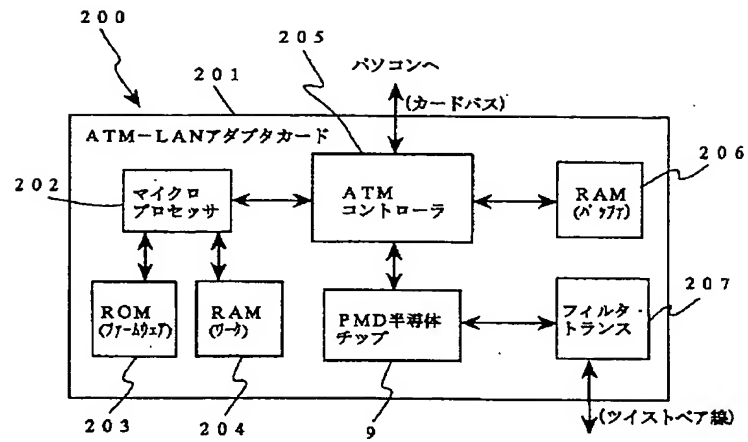 200
205
201
パソコンへ
(カードバス)
ATM－LANアダプタカード
206
202
マイクロ
プロセッサ
ATM
コントローラ
RAM
(バッファ)
207
ROM
(ファームウェア)
RAM
(ワーク)
PMD半導体
チップ
フィルタ・
トランス
203
204
9
(ツイストペア線)